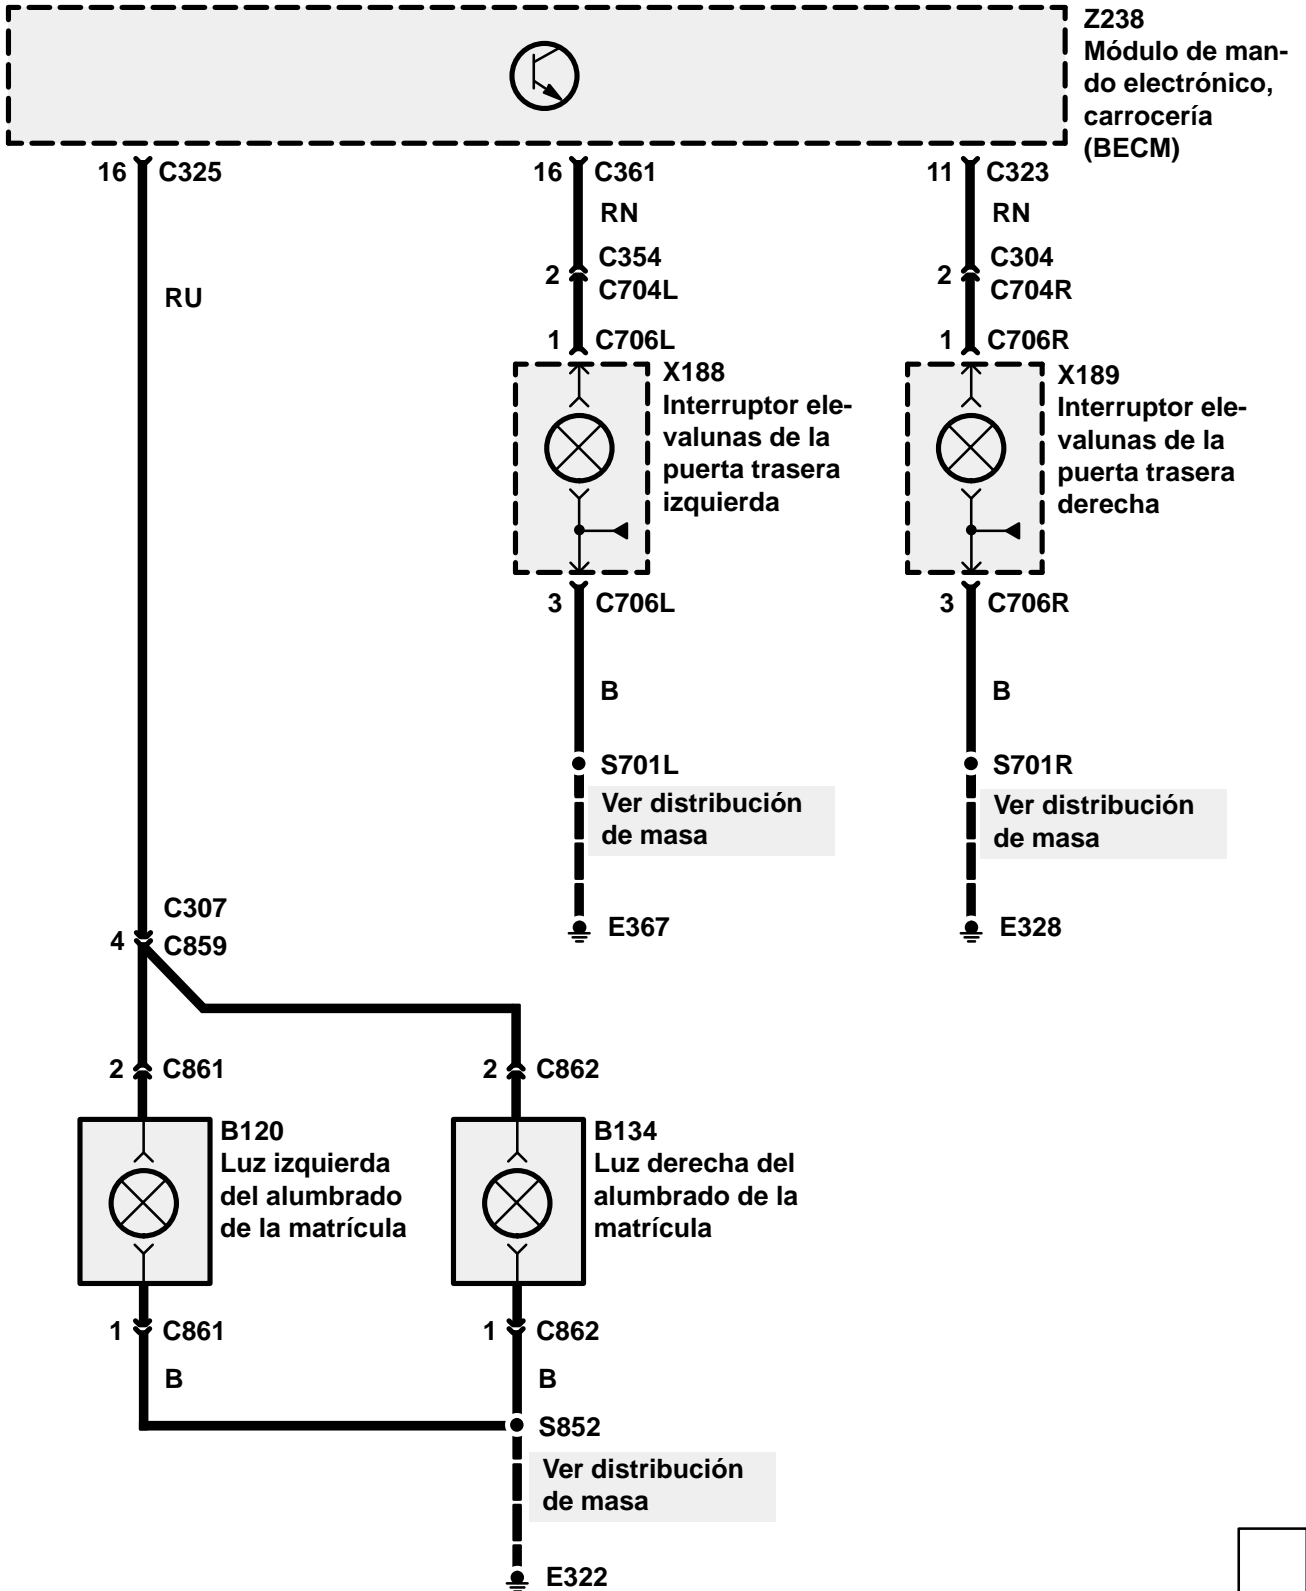 Z238
Módulo de man-
do electrónico,
carrocería
(BECM)
16 C325
16 C361
11 C323
RN
RN
RU
C354
2
C704L
C304
2
C704R
1 C706L
1 C706R
X188
Interruptor ele-
valunas de la
puerta trasera
izquierda
X189
Interruptor ele-
valunas de la
puerta trasera
derecha
3 C706L
3 C706R
B
B
S701L
S701R
Ver distribución
de masa
Ver distribución
de masa
E367
E328
C307
4
C859
2 C861
2 C862
B120
Luz izquierda
del alumbrado
de la matrícula
B134
Luz derecha del
alumbrado de la
matrícula
1 C861
1 C862
B
B
S852
Ver distribución
de masa
E322